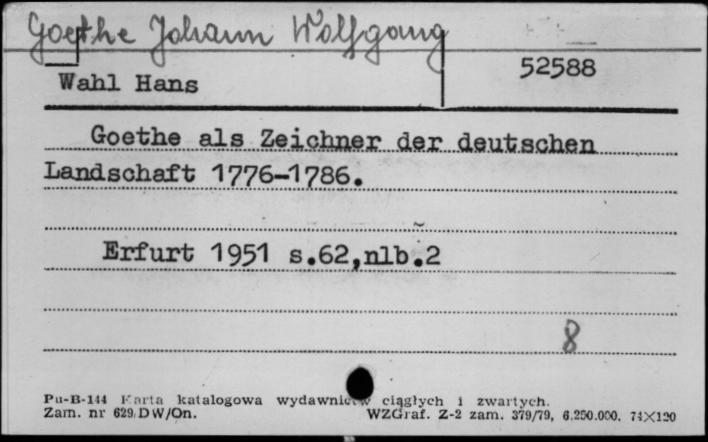 Goethe Johann Wolfgang
52588
Wahl Hans
Goethe als Zeichner der deutschen
Landschaft 1776-1786.
Erfurt 1951 s.62,nlb.2
8
Pu-B-144 Karta katalogowa wydawnictw ciągłych i zwartych.
Zam. nr 629/DW/On. WZGraf. Z-2 zam. 379/79, 6.250.000, 74×120